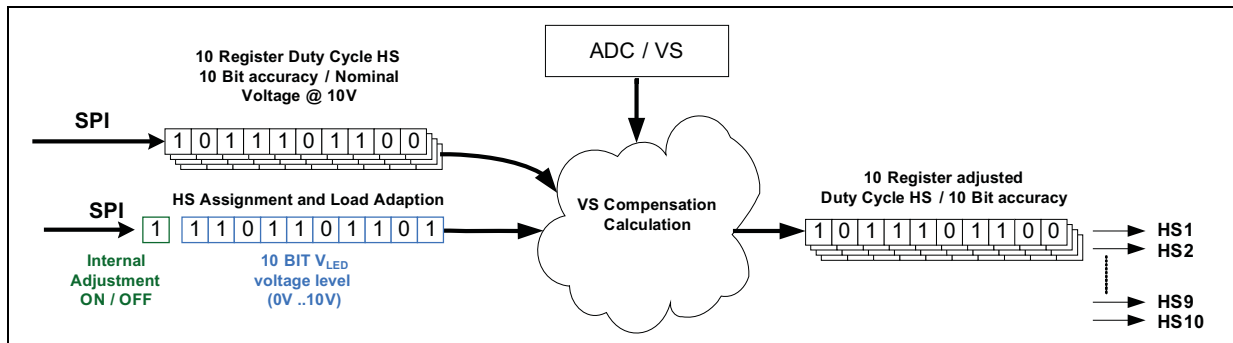 ADC / VS
10 Register Duty Cycle HS
10 Bit accuracy / Nominal
Voltage @ 10V
SPI
1 0 1 1 1 0 1 1 0 0
HS Assignment and Load Adaption
SPI
1 1 1 0 1 1 0 1 1 0 1
Internal
Adjustment
ON / OFF
10 BIT VLED
voltage level
(0V ..10V)
VS Compensation
Calculation
10 Register adjusted
Duty Cycle HS / 10 Bit accuracy
1 0 1 1 1 0 1 1 0 0
HS1
HS2
HS9
HS10